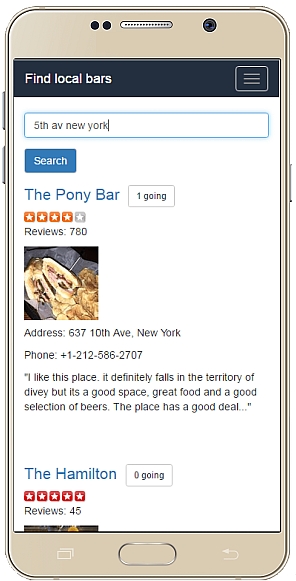 Find local bars
5th av new york
Search
The Pony Bar 1 going
Reviews: 780
Address: 637 10th Ave, New York
Phone: +1-212-586-2707
"I like this place. it definitely falls in the territory of
divey but its a good space, great food and a good
selection of beers. The place has a good deal..."
The Hamilton 0 going
Reviews: 45